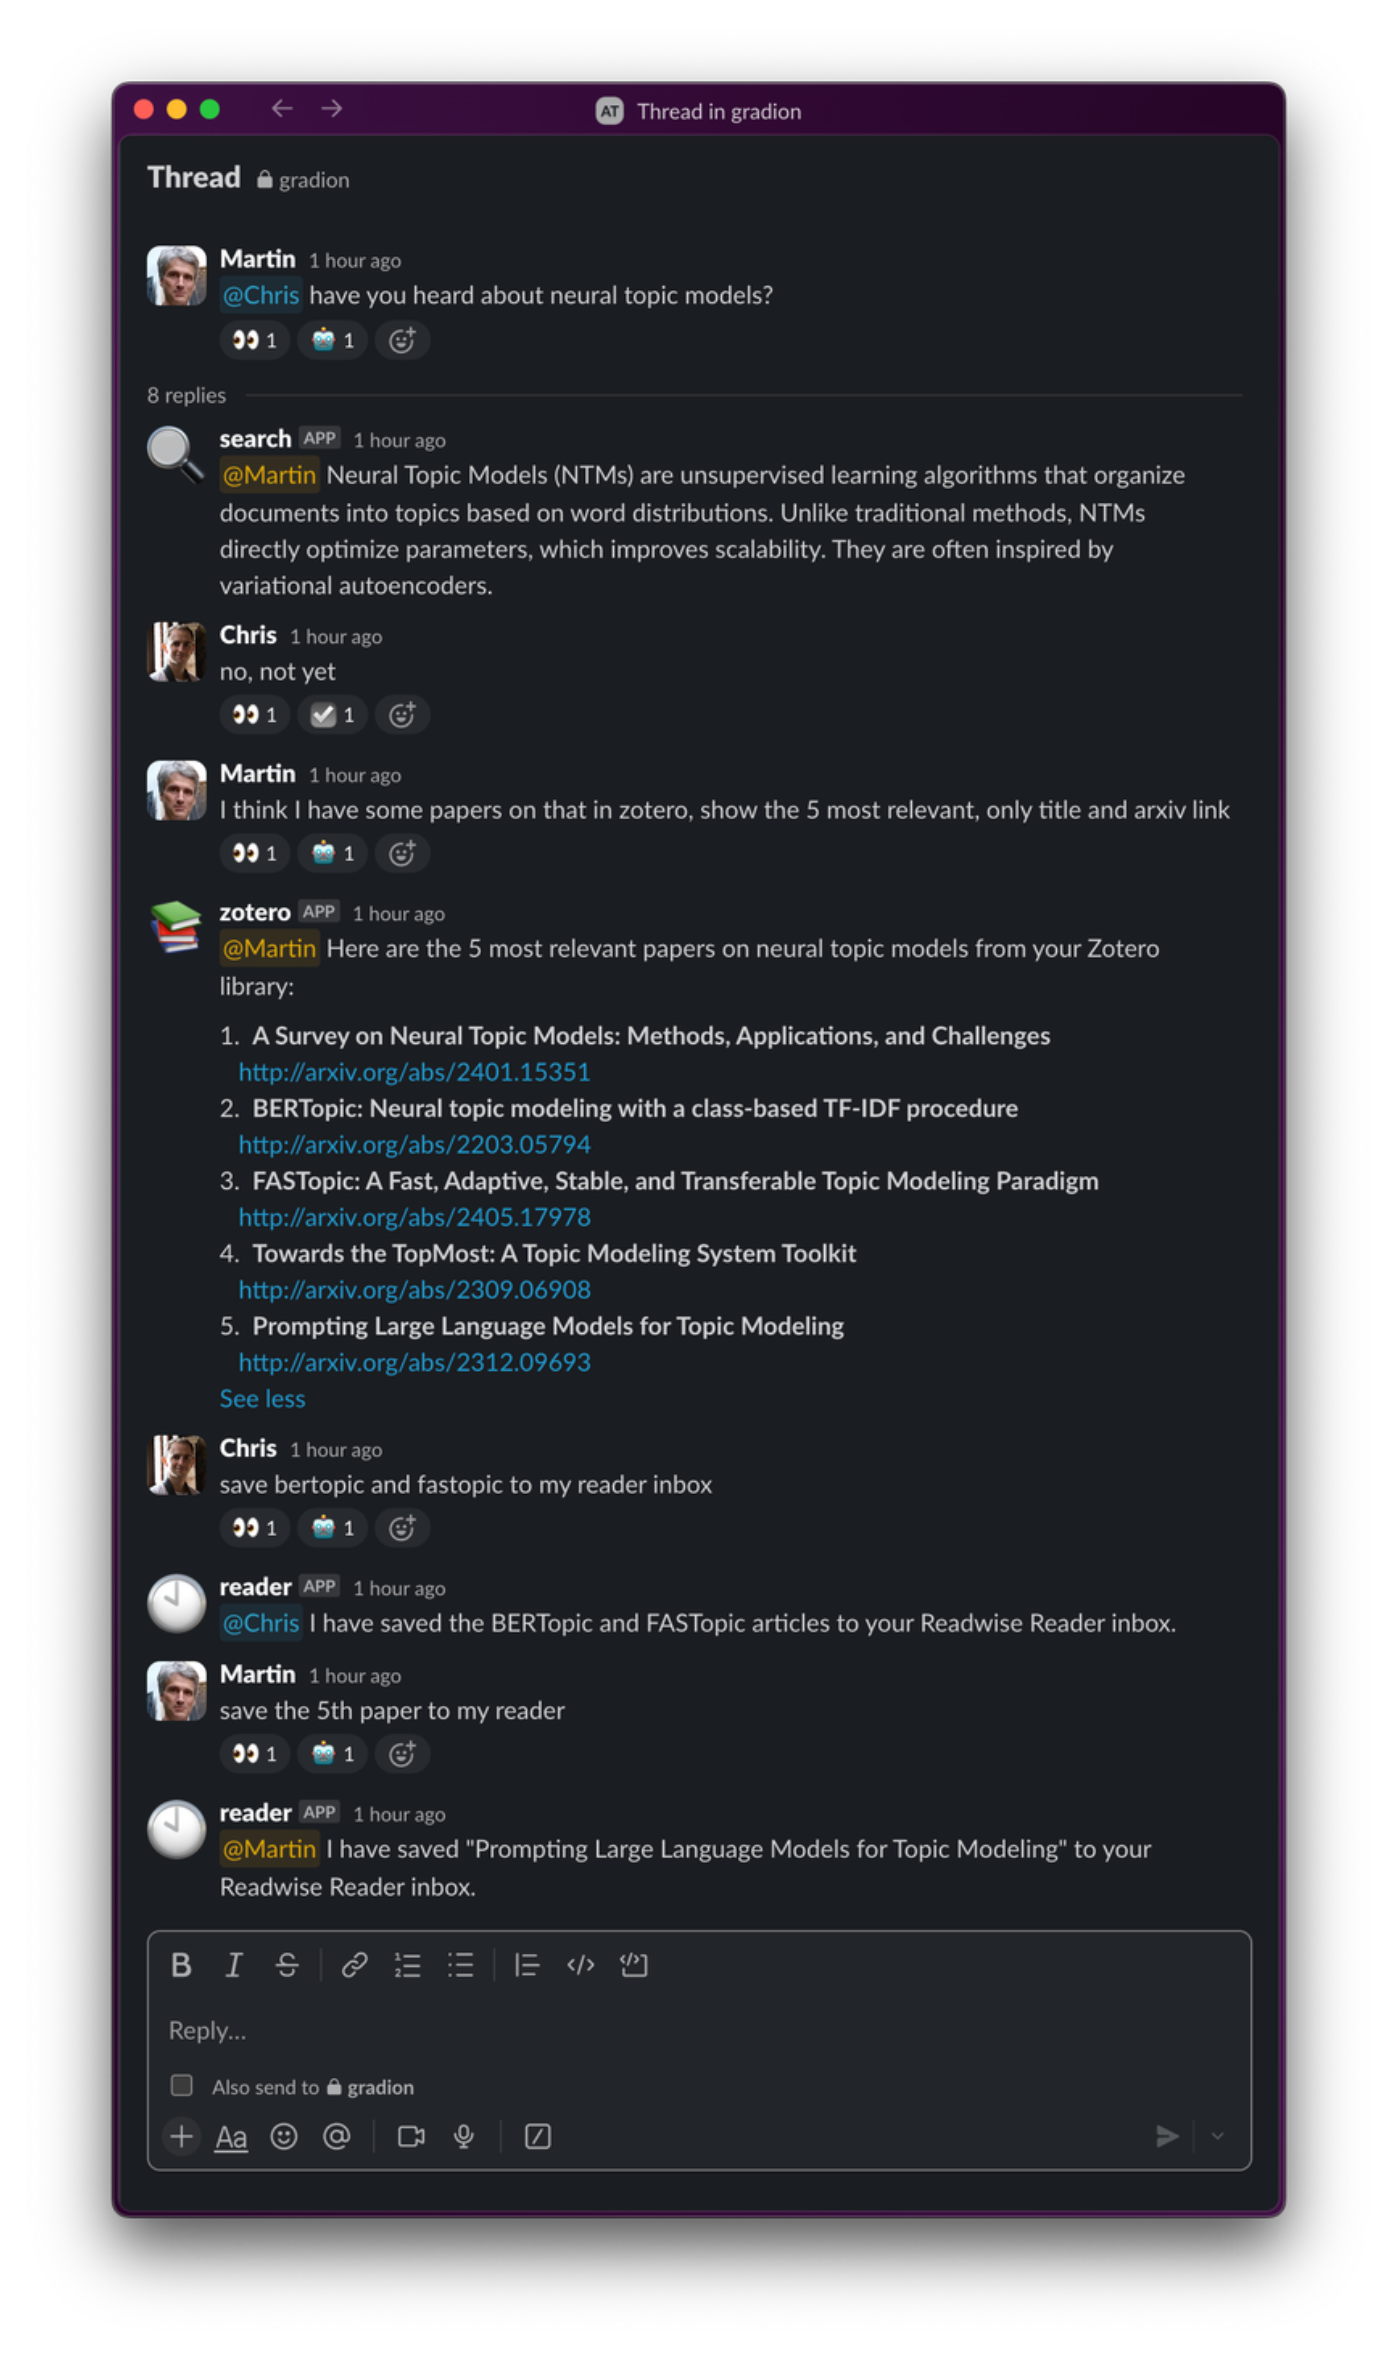 AT Thread in gradion
Thread gradion
Martin 1 hour ago
@Chris have you heard about neural topic models?
1 1
8 replies
search APP 1 hour ago
@Martin Neural Topic Models (NTMs) are unsupervised learning algorithms that organize
documents into topics based on word distributions. Unlike traditional methods, NTMs
directly optimize parameters, which improves scalability. They are often inspired by
variational autoencoders.
Chris 1 hour ago
no, not yet
1 1
Martin 1 hour ago
I think I have some papers on that in zotero, show the 5 most relevant, only title and arxiv link
1 1
zotero APP 1 hour ago
@Martin Here are the 5 most relevant papers on neural topic models from your Zotero
library:
1. A Survey on Neural Topic Models: Methods, Applications, and Challenges
http://arxiv.org/abs/2401.15351
2. BERTopic: Neural topic modeling with a class-based TF-IDF procedure
http://arxiv.org/abs/2203.05794
3. FASTopic: A Fast, Adaptive, Stable, and Transferable Topic Modeling Paradigm
http://arxiv.org/abs/2405.17978
4. Towards the TopMost: A Topic Modeling System Toolkit
http://arxiv.org/abs/2309.06908
5. Prompting Large Language Models for Topic Modeling
http://arxiv.org/abs/2312.09693
See less
Chris 1 hour ago
save bertopic and fastopic to my reader inbox
1 1
reader APP 1 hour ago
@Chris I have saved the BERTopic and FASTopic articles to your Readwise Reader inbox.
Martin 1 hour ago
save the 5th paper to my reader
1 1
reader APP 1 hour ago
@Martin I have saved "Prompting Large Language Models for Topic Modeling" to your
Readwise Reader inbox.
B I S
Reply...
Also send to gradion
Aa @